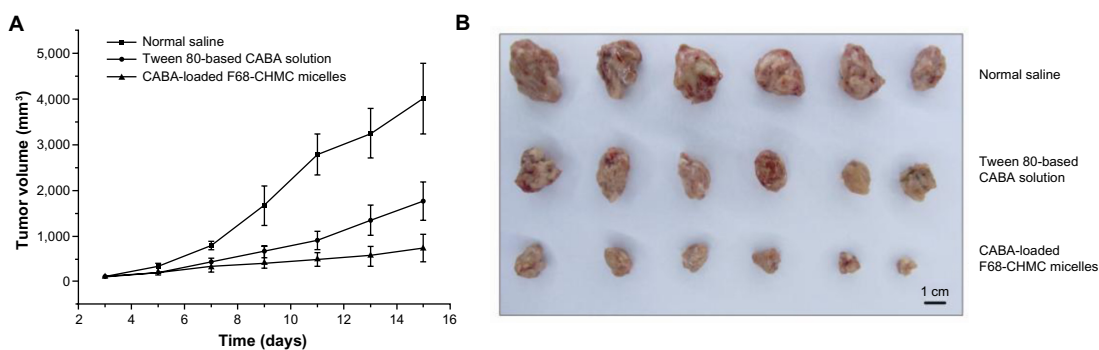 A
Normal saline
Tween 80-based CABA solution
CABA-loaded F68-CHMC micelles
5,000
4,000
3,000
2,000
1,000
0
Tumor volume (mm³)
2 4 6 8 10 12 14 16
Time (days)
B
Normal saline
Tween 80-based
CABA solution
CABA-loaded
F68-CHMC micelles
1 cm